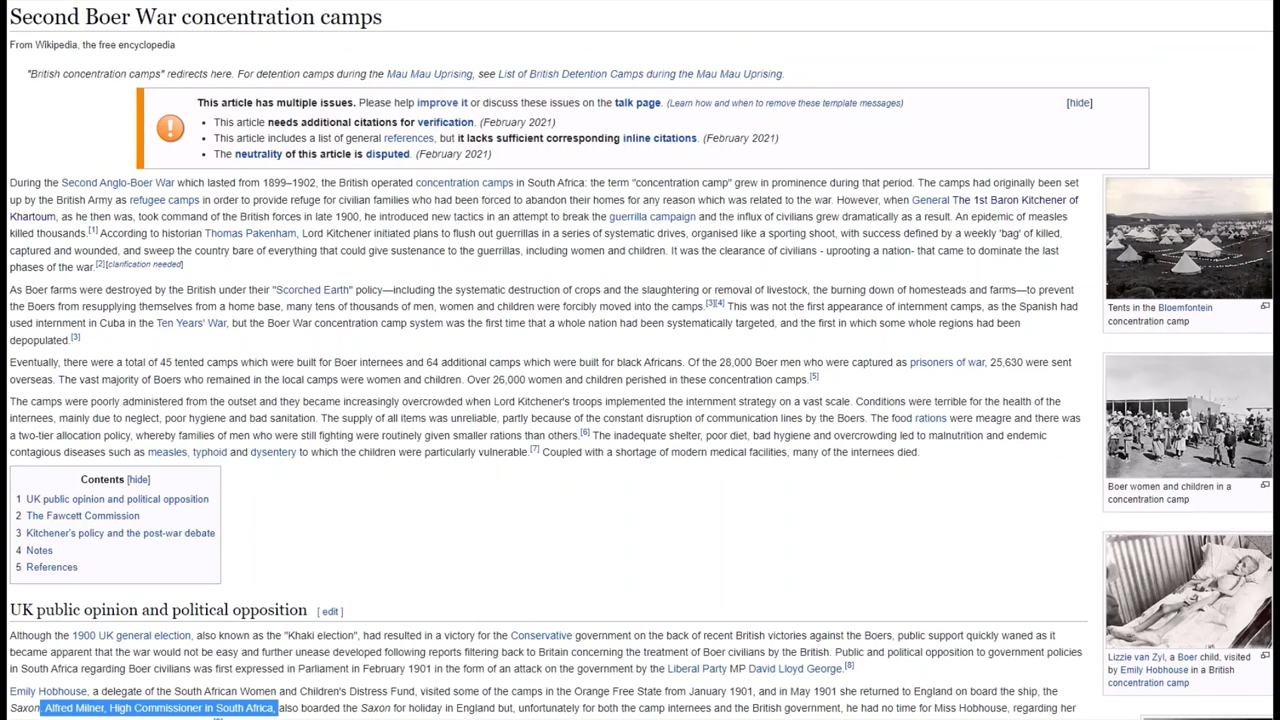 Second Boer War concentration camps
From Wikipedia, the free encyclopedia
"British concentration camps" redirects here. For detention camps during the Mau Mau Uprising, see List of British Detention Camps during the Mau Mau Uprising.
This article has multiple issues. Please help improve it or discuss these issues on the talk page. (Learn how and when to remove these template messages) [hide]
• This article needs additional citations for verification. (February 2021)
• This article includes a list of general references, but it lacks sufficient corresponding inline citations. (February 2021)
• The neutrality of this article is disputed. (February 2021)
During the Second Anglo-Boer War which lasted from 1899–1902, the British operated concentration camps in South Africa: the term "concentration camp" grew in prominence during that period. The camps had originally been set
up by the British Army as refugee camps in order to provide refuge for civilian families who had been forced to abandon their homes for any reason which was related to the war. However, when General The 1st Baron Kitchener of
Khartoum, as he then was, took command of the British forces in late 1900, he introduced new tactics in an attempt to break the guerrilla campaign and the influx of civilians grew dramatically as a result. An epidemic of measles
killed thousands.[1] According to historian Thomas Pakenham, Lord Kitchener initiated plans to flush out guerrillas in a series of systematic drives, organised like a sporting shoot, with success defined by a weekly 'bag' of killed,
captured and wounded, and sweep the country bare of everything that could give sustenance to the guerrillas, including women and children. It was the clearance of civilians - uprooting a nation- that came to dominate the last
phases of the war.[2][clarification needed]
As Boer farms were destroyed by the British under their "Scorched Earth" policy—including the systematic destruction of crops and the slaughtering or removal of livestock, the burning down of homesteads and farms—to prevent
the Boers from resupplying themselves from a home base, many tens of thousands of men, women and children were forcibly moved into the camps.[3][4] This was not the first appearance of internment camps, as the Spanish had
used internment in Cuba in the Ten Years' War, but the Boer War concentration camp system was the first time that a whole nation had been systematically targeted, and the first in which some whole regions had been
depopulated.[3]
Eventually, there were a total of 45 tented camps which were built for Boer internees and 64 additional camps which were built for black Africans. Of the 28,000 Boer men who were captured as prisoners of war, 25,630 were sent
overseas. The vast majority of Boers who remained in the local camps were women and children. Over 26,000 women and children perished in these concentration camps.[5]
The camps were poorly administered from the outset and they became increasingly overcrowded when Lord Kitchener's troops implemented the internment strategy on a vast scale. Conditions were terrible for the health of the
internees, mainly due to neglect, poor hygiene and bad sanitation. The supply of all items was unreliable, partly because of the constant disruption of communication lines by the Boers. The food rations were meagre and there was
a two-tier allocation policy, whereby families of men who were still fighting were routinely given smaller rations than others.[6] The inadequate shelter, poor diet, bad hygiene and overcrowding led to malnutrition and endemic
contagious diseases such as measles, typhoid and dysentery to which the children were particularly vulnerable.[7] Coupled with a shortage of modern medical facilities, many of the internees died.
Tents in the Bloemfontein
concentration camp
Boer women and children in a
concentration camp
Lizzie van Zyl, a Boer child, visited
by Emily Hobhouse in a British
concentration camp
Contents [hide]
1 UK public opinion and political opposition
2 The Fawcett Commission
3 Kitchener's policy and the post-war debate
4 Notes
5 References
UK public opinion and political opposition [ edit ]
Although the 1900 UK general election, also known as the "Khaki election", had resulted in a victory for the Conservative government on the back of recent British victories against the Boers, public support quickly waned as it
became apparent that the war would not be easy and further unease developed following reports filtering back to Britain concerning the treatment of Boer civilians by the British. Public and political opposition to government policies
in South Africa regarding Boer civilians was first expressed in Parliament in February 1901 in the form of an attack on the government by the Liberal Party MP David Lloyd George.[8]
Emily Hobhouse, a delegate of the South African Women and Children's Distress Fund, visited some of the camps in the Orange Free State from January 1901, and in May 1901 she returned to England on board the ship, the
Saxon. Alfred Milner, High Commissioner in South Africa, also boarded the Saxon for holiday in England but, unfortunately for both the camp internees and the British government, he had no time for Miss Hobhouse, regarding her